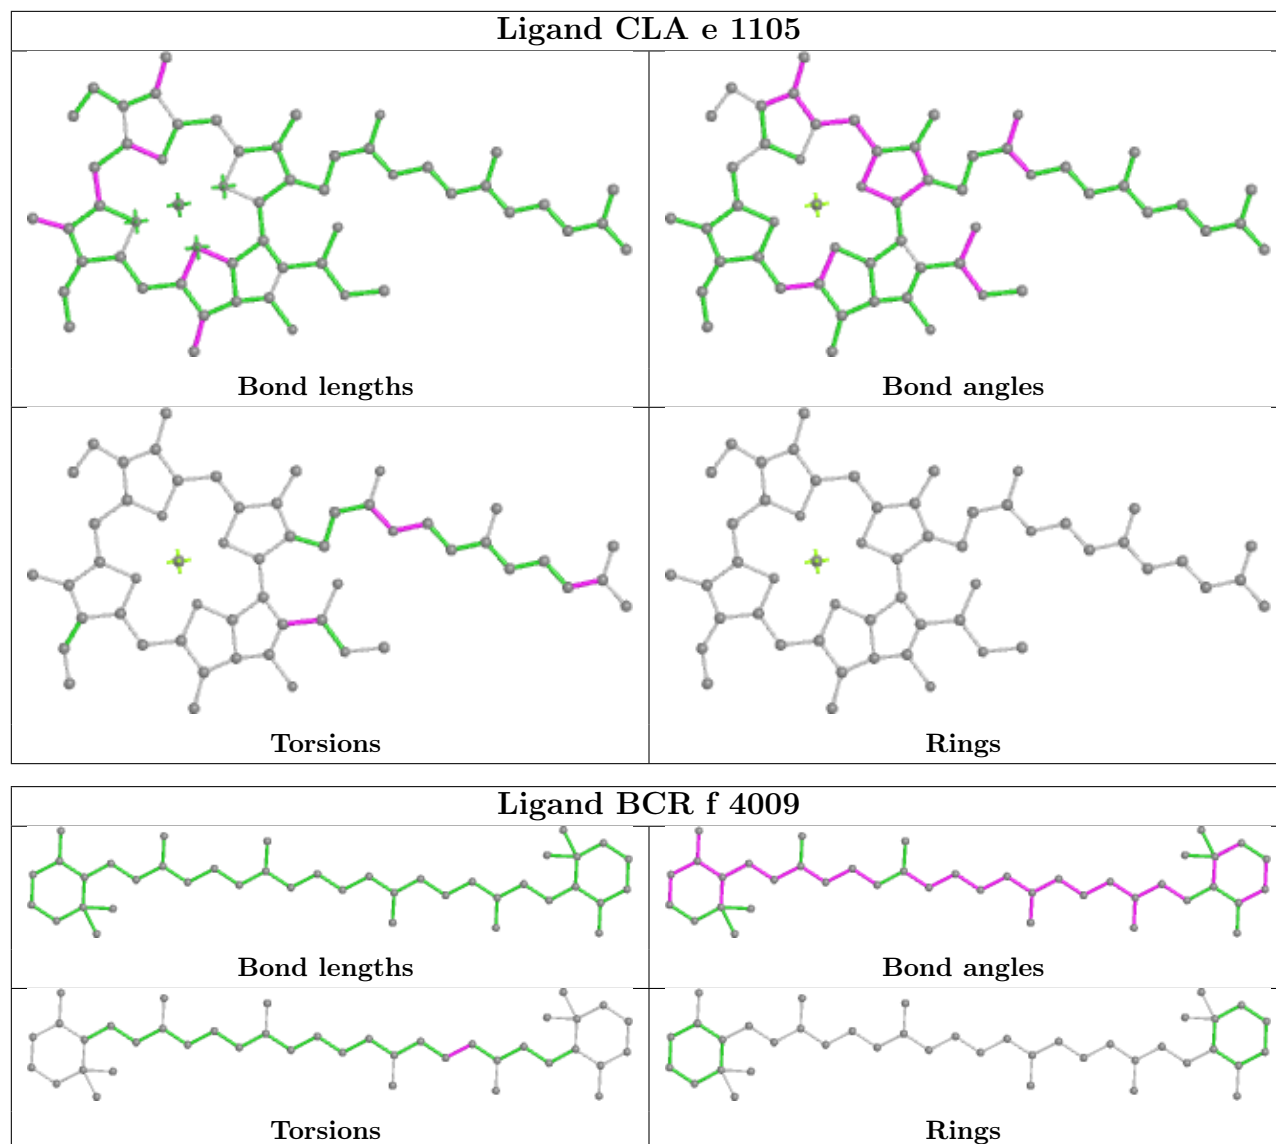 Ligand CLA e 1105
Bond lengths
Bond angles
Torsions
Rings
Ligand BCR f 4009
Bond lengths
Bond angles
Torsions
Rings